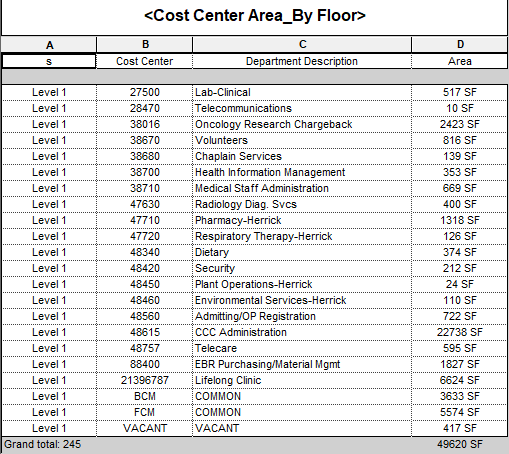 <Cost Center Area_By Floor>
A B C D
s Cost Center Department Description Area
Level 1 27500 Lab-Clinical 517 SF
Level 1 28470 Telecommunications 10 SF
Level 1 38016 Oncology Research Chargeback 2423 SF
Level 1 38670 Volunteers 816 SF
Level 1 38680 Chaplain Services 139 SF
Level 1 38700 Health Information Management 353 SF
Level 1 38710 Medical Staff Administration 669 SF
Level 1 47630 Radiology Diag. Svcs 400 SF
Level 1 47710 Pharmacy-Herrick 1318 SF
Level 1 47720 Respiratory Therapy-Herrick 126 SF
Level 1 48340 Dietary 374 SF
Level 1 48420 Security 212 SF
Level 1 48450 Plant Operations-Herrick 24 SF
Level 1 48460 Environmental Services-Herrick 110 SF
Level 1 48560 Admitting/OP Registration 722 SF
Level 1 48615 CCC Administration 22738 SF
Level 1 48757 Telecare 595 SF
Level 1 88400 EBR Purchasing/Material Mgmt 1827 SF
Level 1 21396787 Lifelong Clinic 6624 SF
Level 1 BCM COMMON 3633 SF
Level 1 FCM COMMON 5574 SF
Level 1 VACANT VACANT 417 SF
Grand total: 245 49620 SF